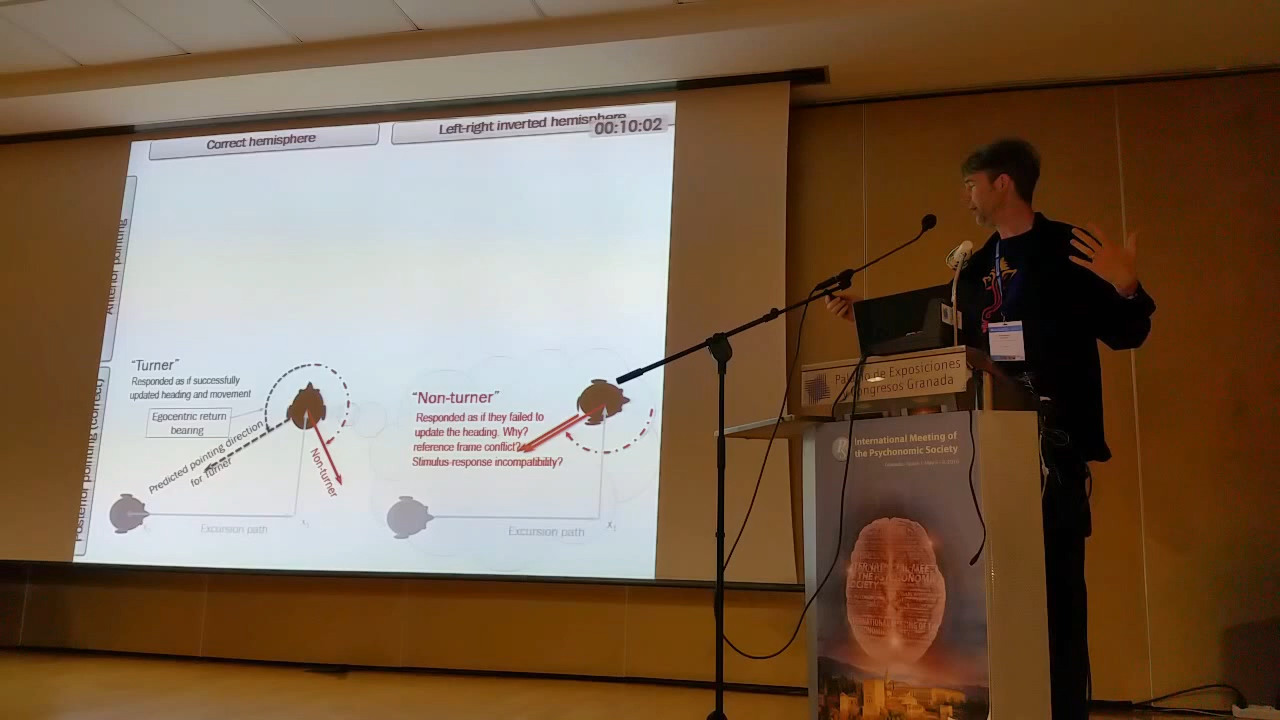 Correct hemisphere
Left-right inverted hemisphere
00:10:02
Anterior pointing
Posterior pointing (correct)
"Turner"
Responded as if successfully
updated heading and movement
Egocentric return
bearing
Predicted pointing direction
for Turner
Non-turner
Excursion path
"Non-turner"
Responded as if they failed to
update the heading. Why?
reference frame conflict?
Stimulus-response incompatibility?
Excursion path
Palacio de Exposiciones
Congresos Granada
International Meeting of
the Psychonomic Society